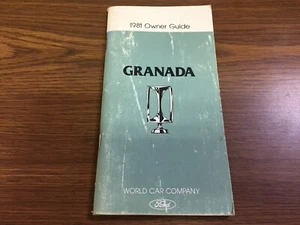 1981 Owner Guide
GRANADA
WORLD CAR COMPANY
Ford